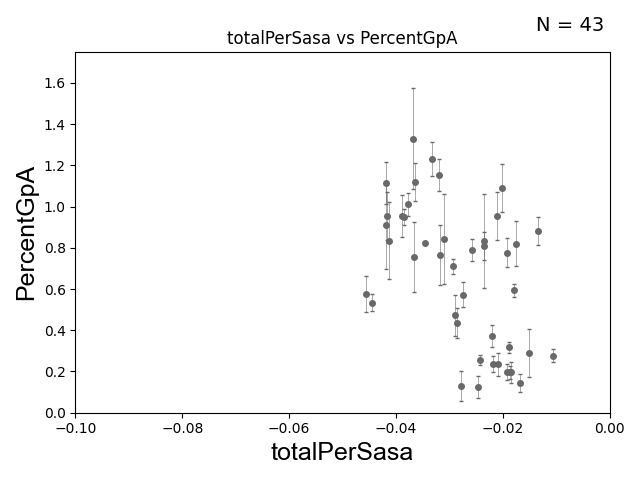 N = 43
totalPerSasa vs PercentGpA
PercentGpA
1.6
1.4
1.2
1.0
0.8
0.6
0.4
0.2
0.0
−0.10 −0.08 −0.06 −0.04 −0.02 0.00
totalPerSasa